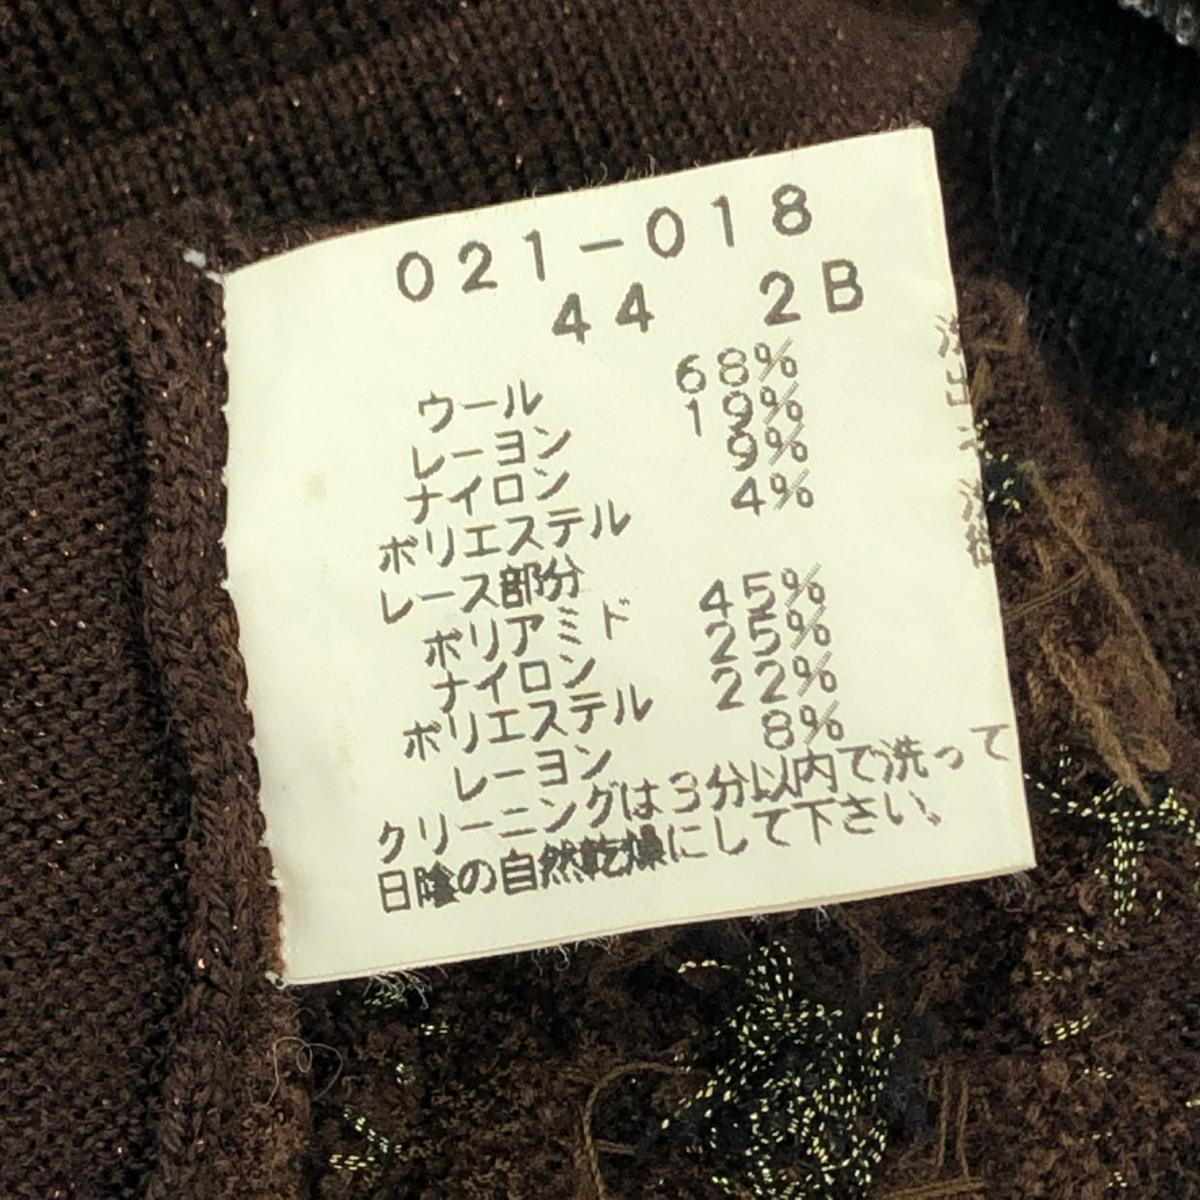 021-018
44 2B
ウール 68%
レーヨン 19%
ナイロン 9%
ポリエステル 4%
レース部分
ポリアミド 45%
ナイロン 25%
ポリエステル 22%
レーヨン 8%
クリーニングは3分以内で洗って
日陰の自然乾燥にして下さい、